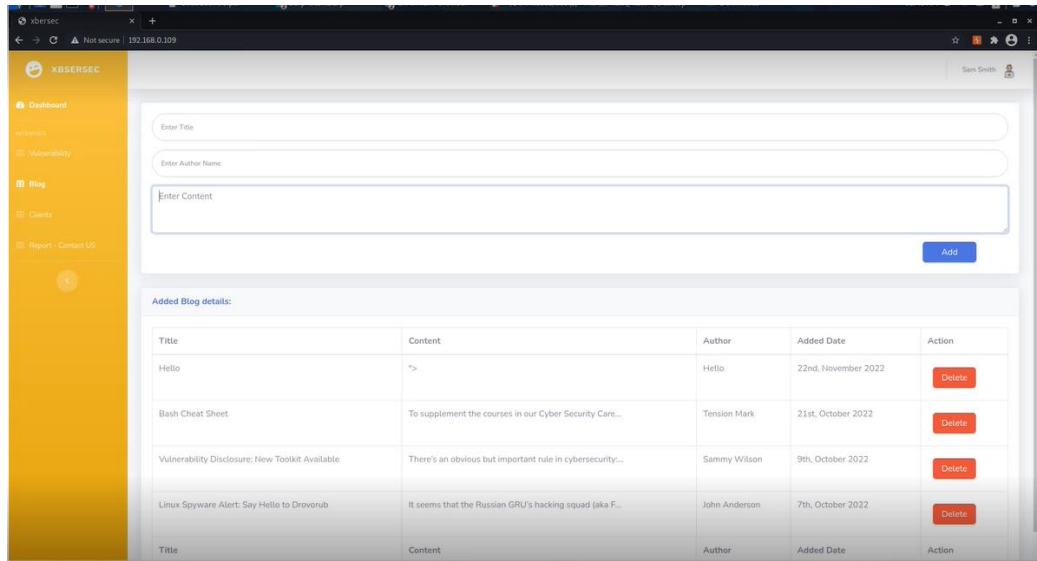 xbersec
Not secure 192.168.0.109
XBSERSEC
Sam Smith
Dashboard
Vulnerability
Blog
Clients
Report - Contact US
Enter Title
Enter Author Name
Enter Content
Add
Added Blog details:
Title Content Author Added Date Action
Hello "> Hello 22nd, November 2022 Delete
Bash Cheat Sheet To supplement the courses in our Cyber Security Care... Tension Mark 21st, October 2022 Delete
Vulnerability Disclosure: New Toolkit Available There's an obvious but important rule in cybersecurity:... Sammy Wilson 9th, October 2022 Delete
Linux Spyware Alert: Say Hello to Drovorub It seems that the Russian GRU's hacking squad (aka F... John Anderson 7th, October 2022 Delete
Title Content Author Added Date Action